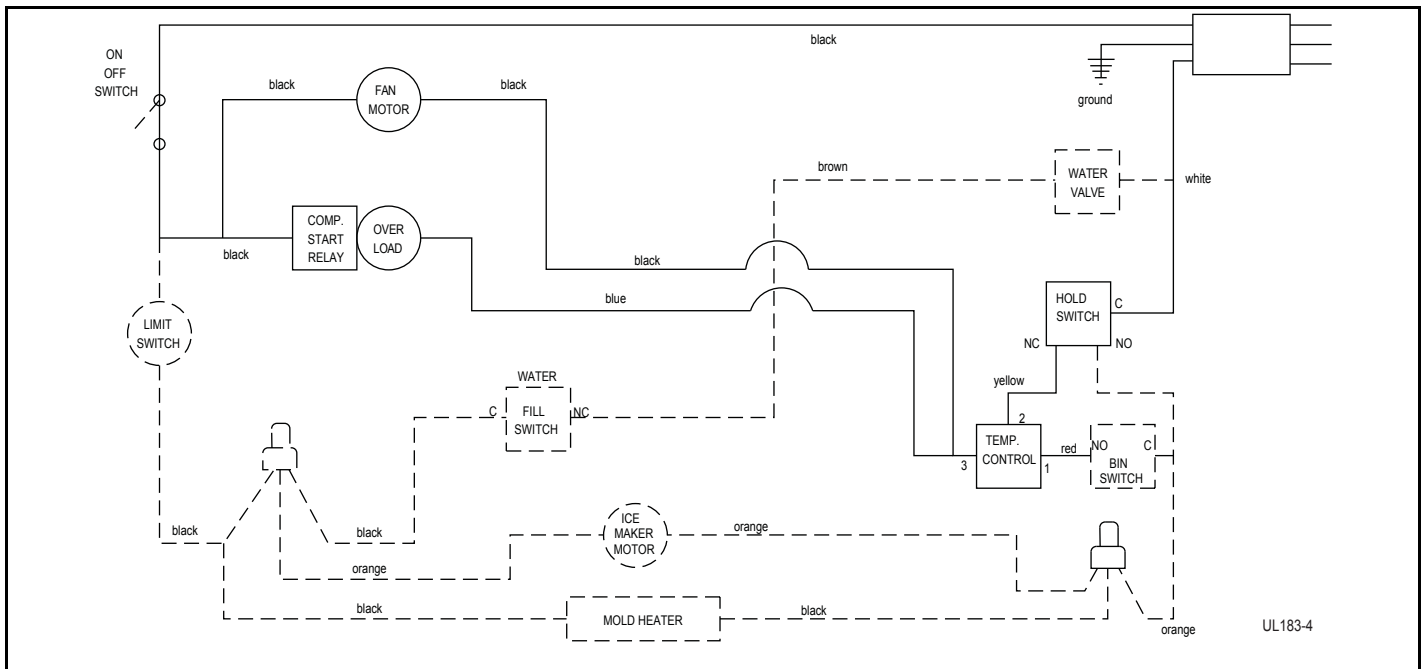 black
ON
OFF
SWITCH
black
FAN
MOTOR
black
ground
brown
WATER
VALVE
white
COMP.
START
RELAY
OVER
LOAD
black
black
blue
HOLD
SWITCH
C
NC
NO
LIMIT
SWITCH
WATER
C
FILL
SWITCH
NC
yellow
2
TEMP.
CONTROL
3
1
red
NO
C
BIN
SWITCH
black
black
orange
ICE
MAKER
MOTOR
orange
black
MOLD HEATER
black
orange
UL183-4